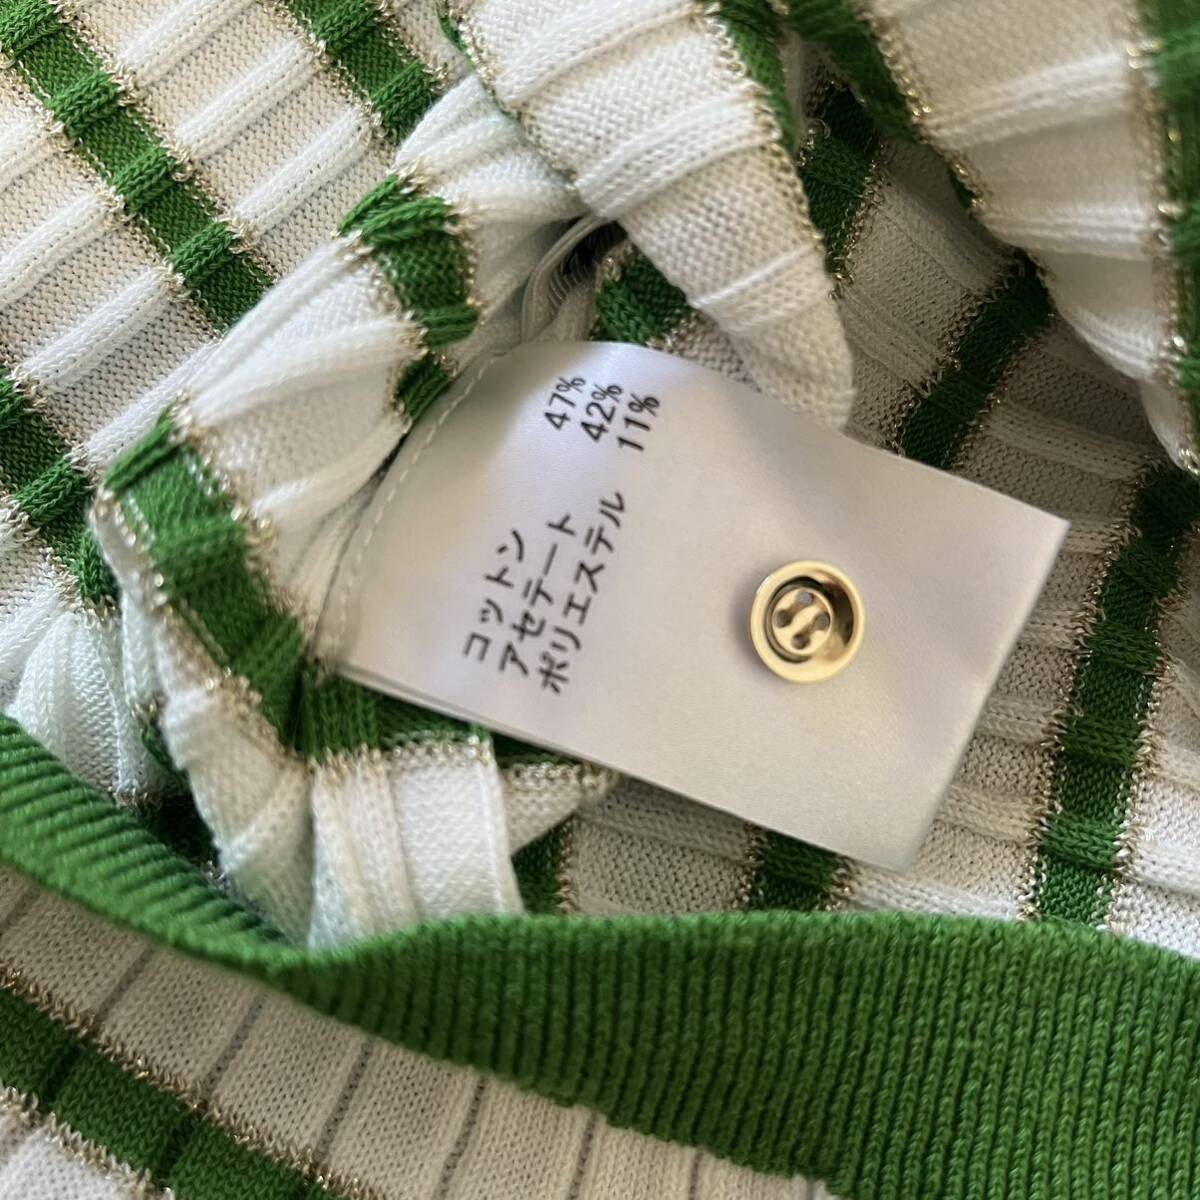 コットン 47%
アセテート 42%
ポリエステル 11%